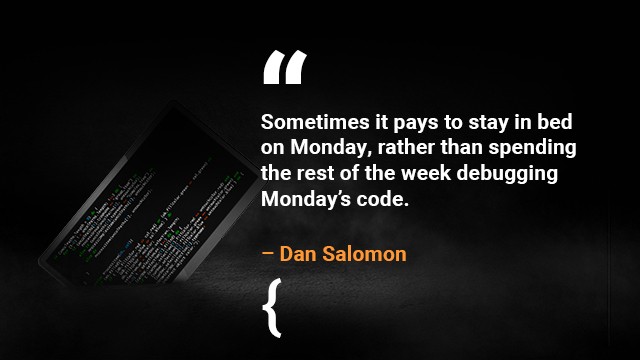 “
Sometimes it pays to stay in bed
on Monday, rather than spending
the rest of the week debugging
Monday’s code.
– Dan Salomon
{